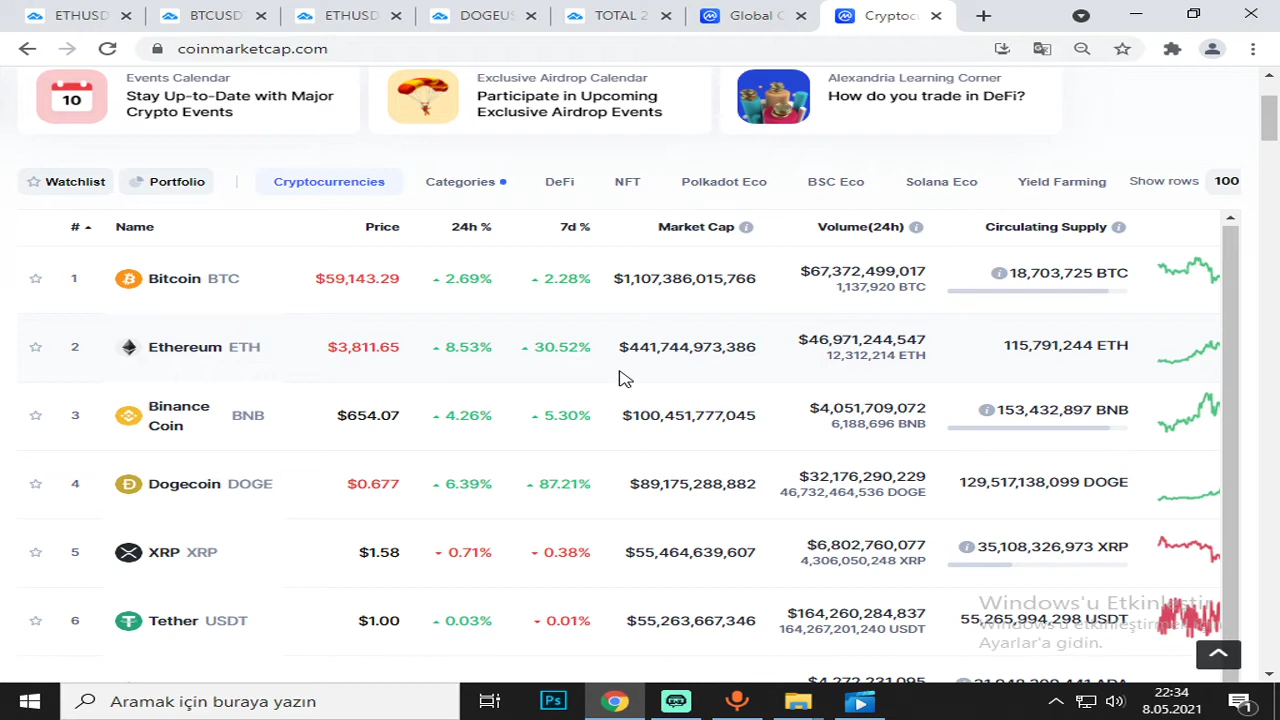 ETHUSD
BTCUSD
ETHUSD
DOGEUS
TOTAL 2
Global C
Cryptoc
coinmarketcap.com
Events Calendar
Stay Up-to-Date with Major
Crypto Events
10
Exclusive Airdrop Calendar
Participate in Upcoming
Exclusive Airdrop Events
Alexandria Learning Corner
How do you trade in DeFi?
Watchlist
Portfolio
Cryptocurrencies
Categories
DeFi
NFT
Polkadot Eco
BSC Eco
Solana Eco
Yield Farming
Show rows
100
# Name Price 24h % 7d % Market Cap Volume(24h) Circulating Supply
1 Bitcoin BTC $59,143.29 2.69% 2.28% $1,107,386,015,766 $67,372,499,017 18,703,725 BTC
1,137,920 BTC
2 Ethereum ETH $3,811.65 8.53% 30.52% $441,744,973,386 $46,971,244,547 115,791,244 ETH
12,312,214 ETH
3 Binance Coin BNB $654.07 4.26% 5.30% $100,451,777,045 $4,051,709,072 153,432,897 BNB
6,188,696 BNB
4 Dogecoin DOGE $0.677 6.39% 87.21% $89,175,288,882 $32,176,290,229 129,517,138,099 DOGE
46,732,464,536 DOGE
5 XRP XRP $1.58 0.71% 0.38% $55,464,639,607 $6,802,760,077 35,108,326,973 XRP
4,306,050,248 XRP
6 Tether USDT $1.00 0.03% 0.01% $55,263,667,346 $164,260,284,837 55,265,994,298 USDT
164,267,201,240 USDT
Windows'u Etkinleştir
Windows'u etkinleştirmek
Ayarlar'a gidin.
Aramak için buraya yazın
Ps
22:34
8.05.2021
1